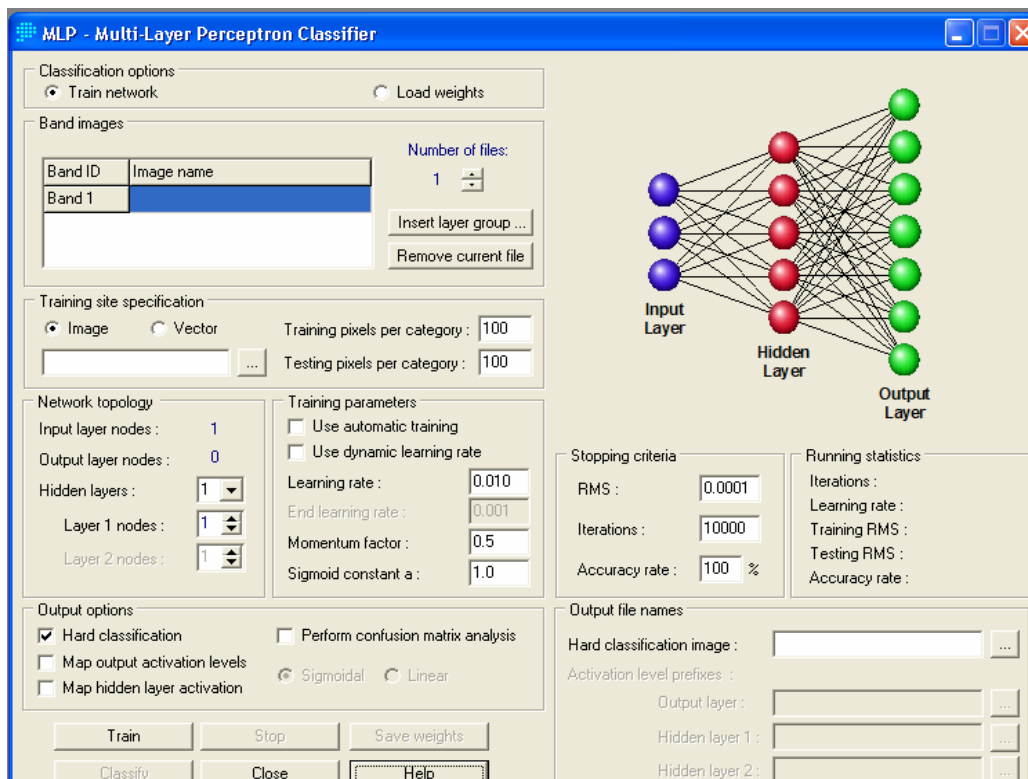 MLP - Multi-Layer Perceptron Classifier
Classification options
Train network
Load weights
Band images
Number of files:
Band ID
Image name
1
Band 1
Insert layer group ...
Remove current file
Input
Layer
Hidden
Layer
Output
Layer
Training site specification
Image
Vector
Training pixels per category :
100
...
Testing pixels per category :
100
Network topology
Input layer nodes :
1
Output layer nodes :
0
Hidden layers :
1
Layer 1 nodes :
1
Layer 2 nodes :
1
Training parameters
Use automatic training
Use dynamic learning rate
Learning rate :
0.010
End learning rate :
0.001
Momentum factor :
0.5
Sigmoid constant a :
1.0
Stopping criteria
RMS :
0.0001
Iterations :
10000
Accuracy rate :
100
%
Running statistics
Iterations :
Learning rate :
Training RMS :
Testing RMS :
Accuracy rate :
Output options
Hard classification
Perform confusion matrix analysis
Map output activation levels
Sigmoidal
Linear
Map hidden layer activation
Output file names
Hard classification image :
...
Activation level prefixes :
Output layer :
...
Hidden layer 1 :
...
Hidden layer 2 :
...
Train
Stop
Save weights
Classify
Close
Help